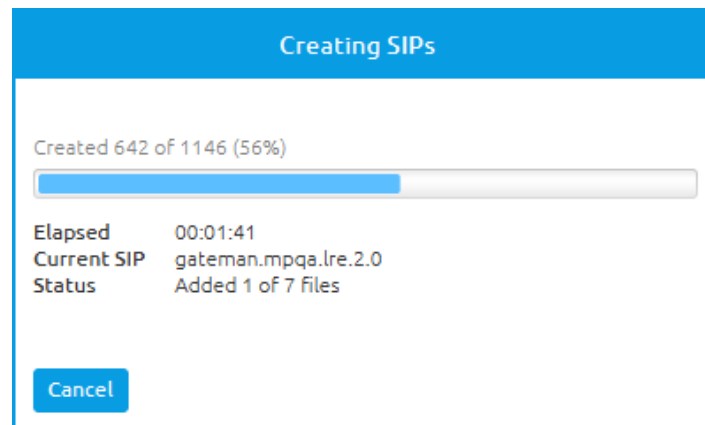 Creating SIPs
Created 642 of 1146 (56%)
Elapsed 00:01:41
Current SIP gateman.mpqa.lre.2.0
Status Added 1 of 7 files
Cancel